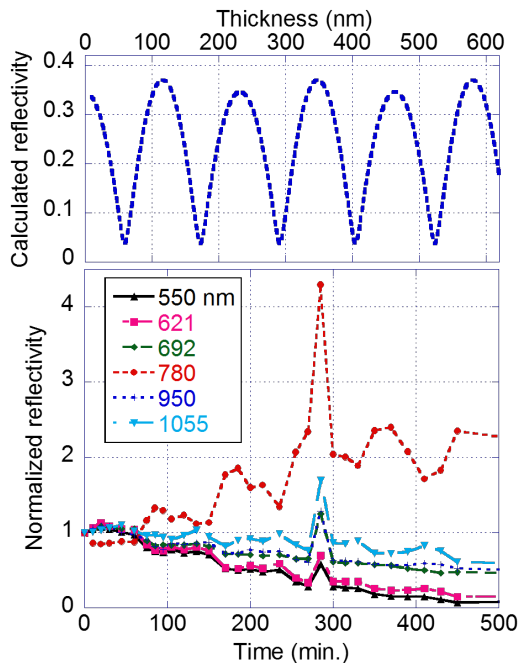 Thickness (nm)
0 100 200 300 400 500 600
Calculated reflectivity
0.4
0.3
0.2
0.1
0
Normalized reflectivity
4
3
2
1
0
550 nm
621
692
780
950
1055
0 100 200 300 400 500
Time (min.)